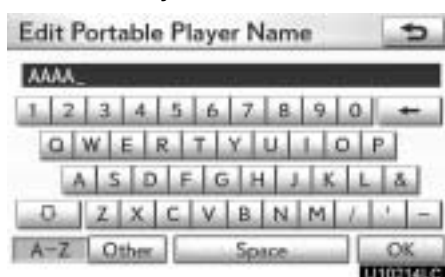 Edit Portable Player Name
AAAA_
1 2 3 4 5 6 7 8 9 0 ←
Q W E R T Y U I O P
A S D F G H J K L &
Z X C V B N M / ' -
A-Z Other Space OK